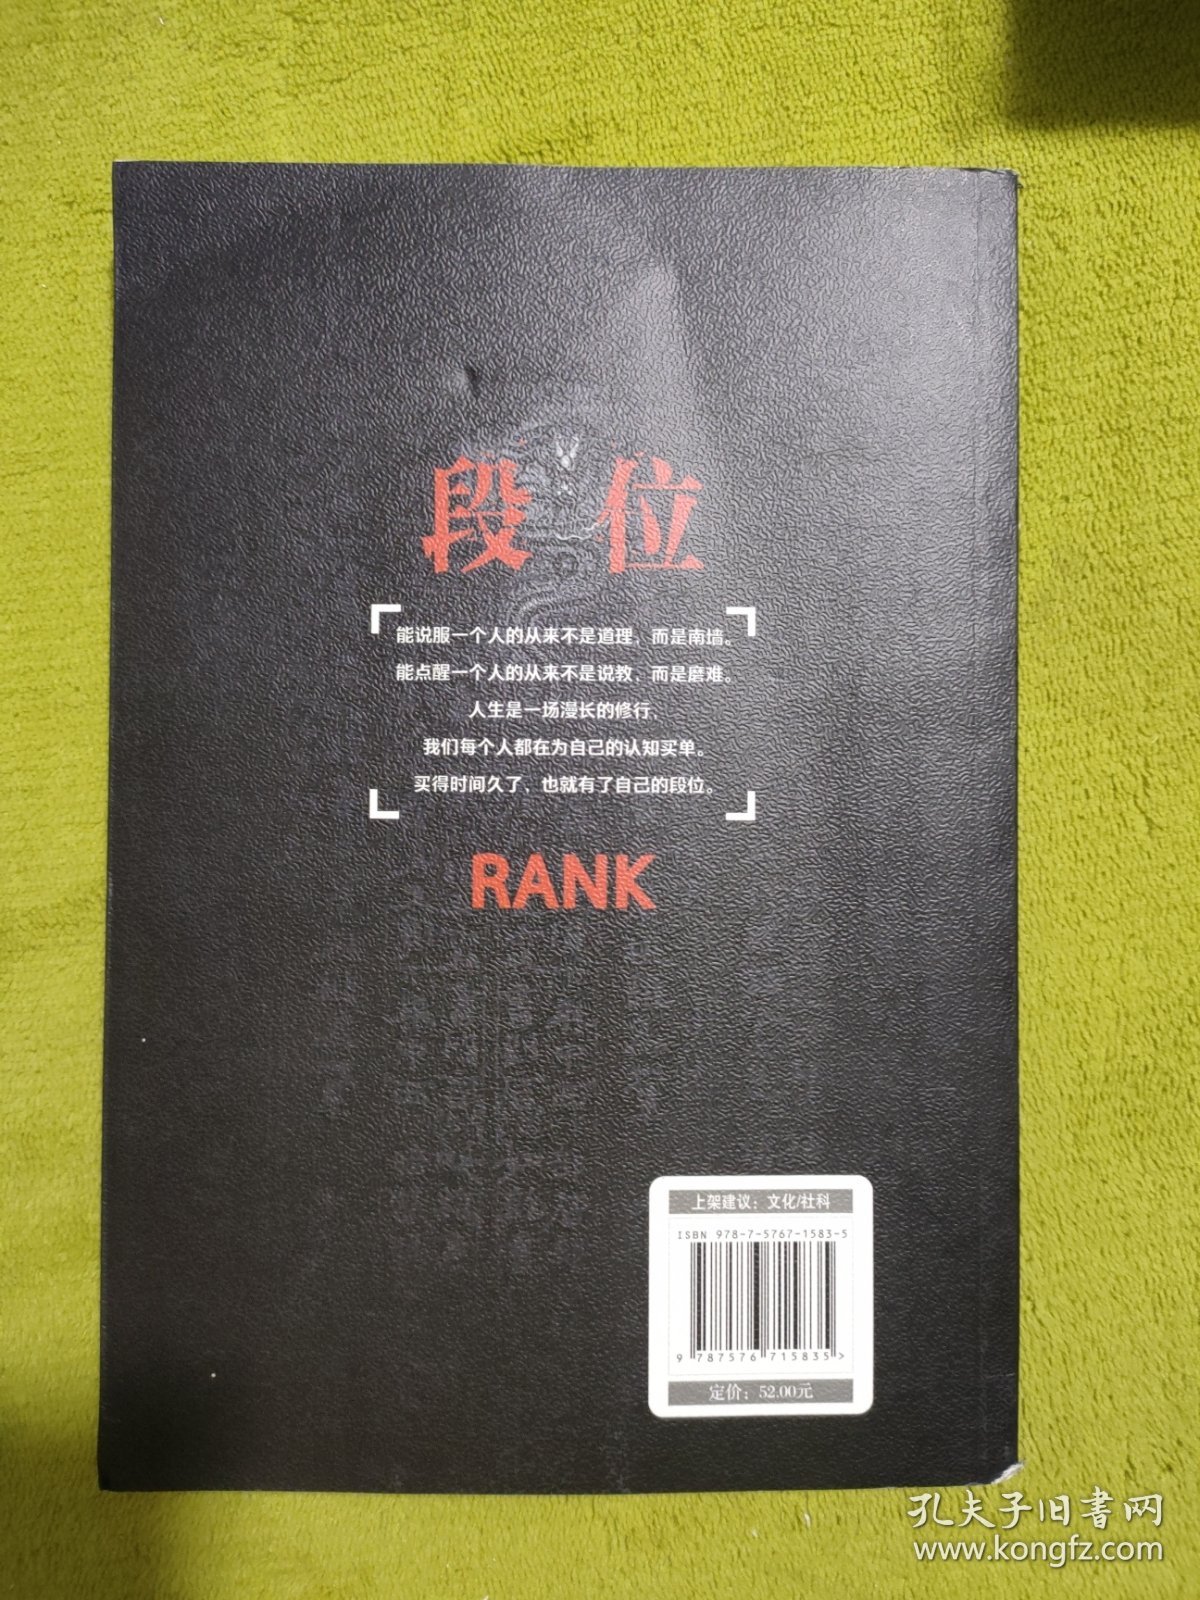 段位
能说服一个人的从来不是道理，而是南墙。
能点醒一个人的从来不是说教，而是磨难。
人生是一场漫长的修行，
我们每个人都在为自己的认知买单。
买得时间久了，也就有了自己的段位。
RANK
上架建议：文化/社科
ISBN 978-7-5767-1583-5
9 787576 715835 >
定价：52.00元
孔夫子旧书网
www.kongfz.com